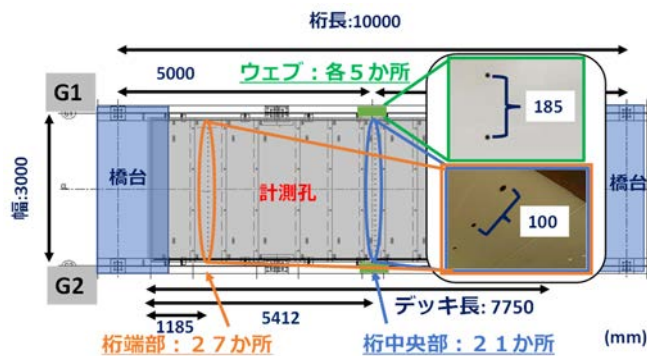 桁長:10000
5000
ウェブ:各5か所
G1
185
橋台
幅:3000
計測孔
橋台
100
G2
デッキ長: 7750
5412
1185
桁端部:27か所
桁中央部:21か所
(mm)